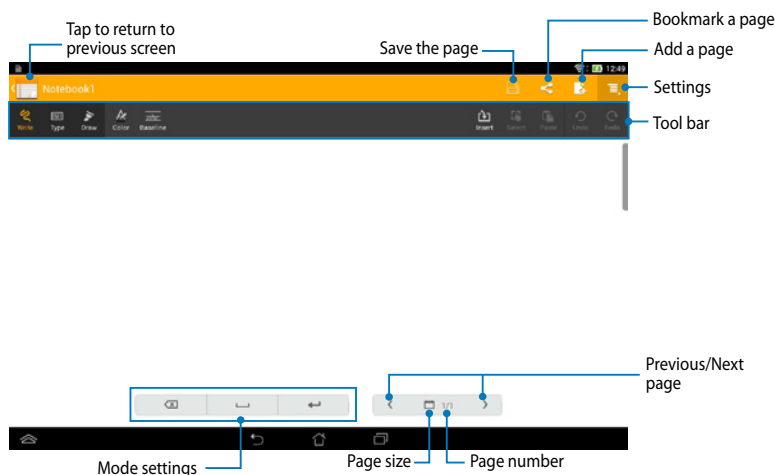 Bookmark a page
Tap to return to
previous screen
Save the page
Add a page
12:49
Notebook1
Settings
Write
Type
Draw
Color
Baseline
Insert
Select
Paste
Undo
Redo
Tool bar
Previous/Next
page
1/1
Mode settings
Page size
Page number